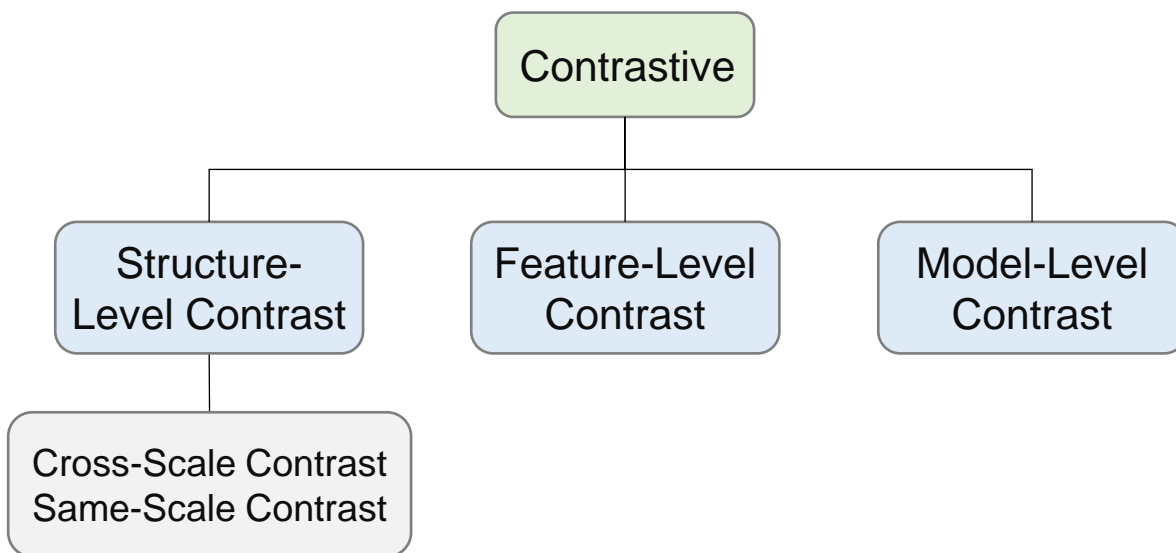 Contrastive
Structure-
Level Contrast
Feature-Level
Contrast
Model-Level
Contrast
Cross-Scale Contrast
Same-Scale Contrast